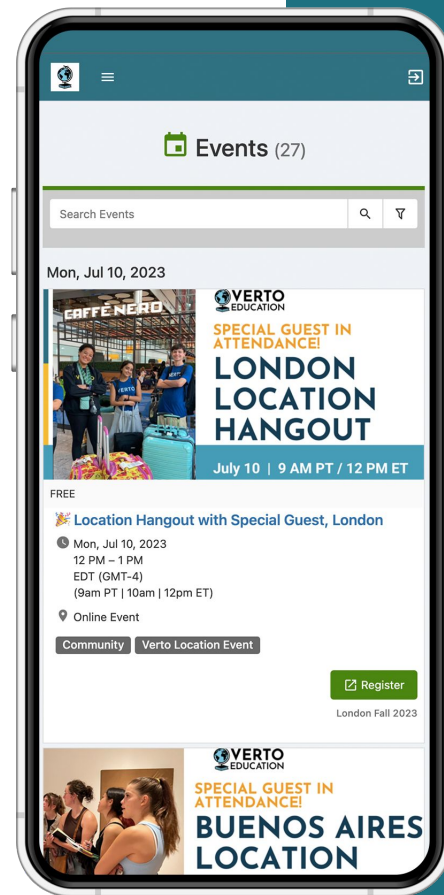 Events (27)
Search Events
Mon, Jul 10, 2023
CAFFÈ NERO
VERTO
VERTO
EDUCATION
SPECIAL GUEST IN
ATTENDANCE!
LONDON
LOCATION
HANGOUT
July 10 | 9 AM PT / 12 PM ET
FREE
🎉 Location Hangout with Special Guest, London
Mon, Jul 10, 2023
12 PM – 1 PM
EDT (GMT-4)
(9am PT | 10am | 12pm ET)
Online Event
Community Verto Location Event
Register
London Fall 2023
VERTO
EDUCATION
SPECIAL GUEST IN
ATTENDANCE!
BUENOS AIRES
LOCATION